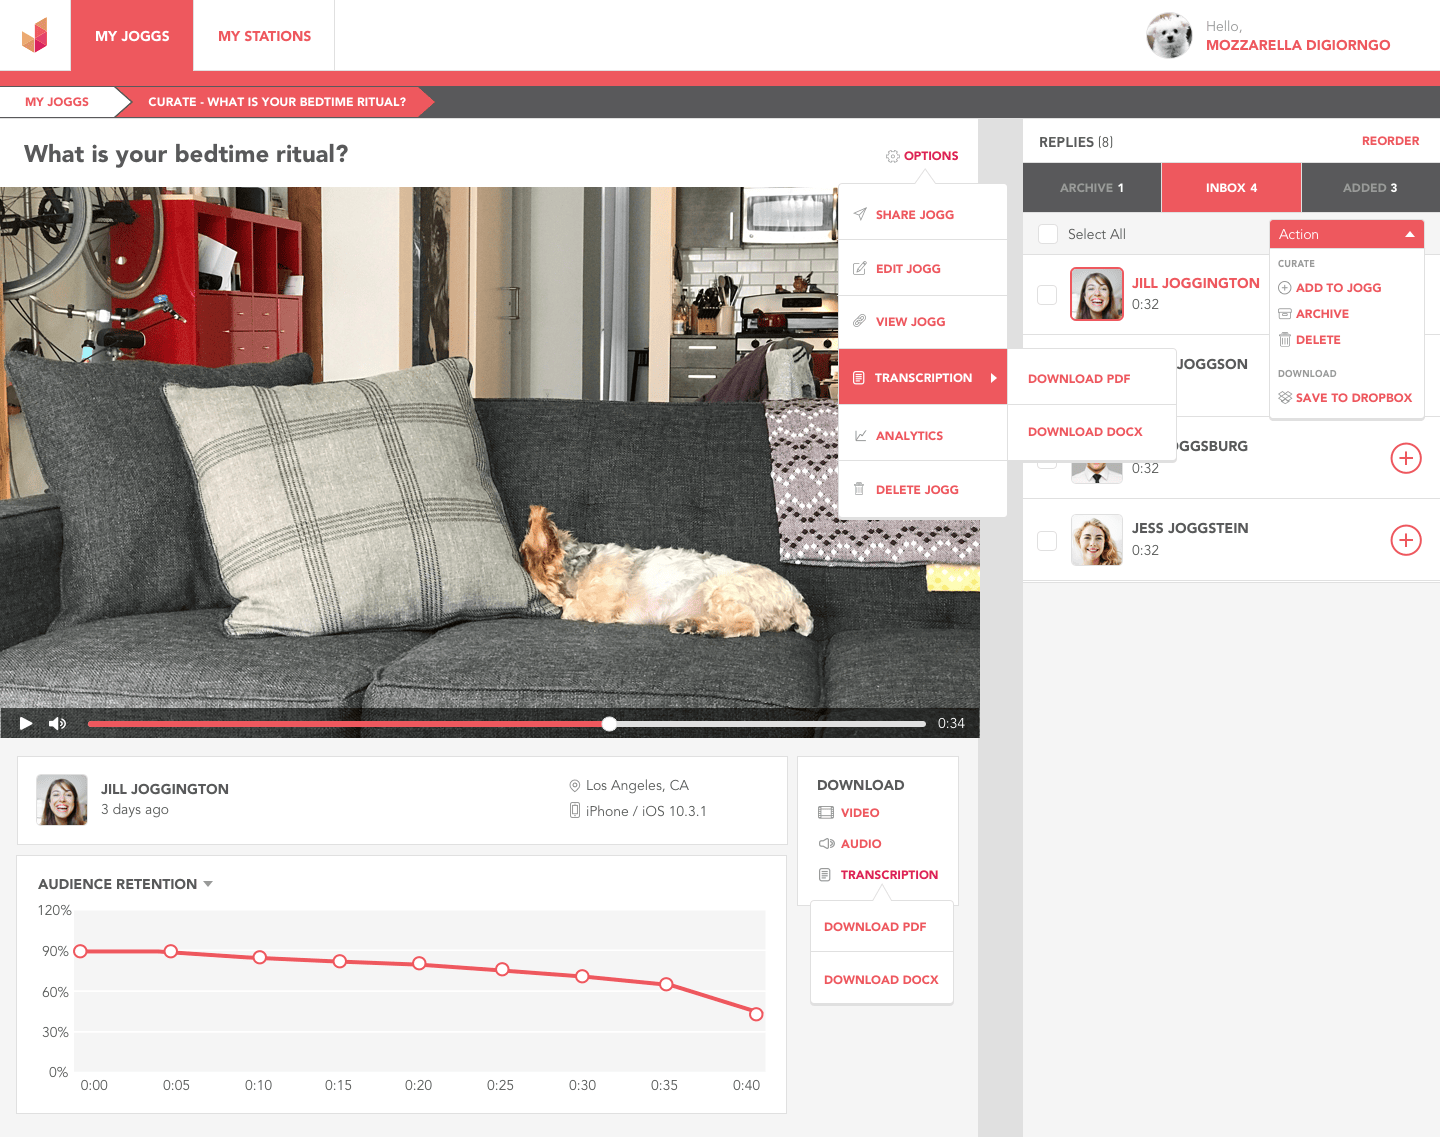 MY JOGGS
MY STATIONS
Hello,
MOZZARELLA DIGIORNGO
MY JOGGS
CURATE - WHAT IS YOUR BEDTIME RITUAL?
What is your bedtime ritual?
OPTIONS
SHARE JOGG
EDIT JOGG
VIEW JOGG
TRANSCRIPTION
DOWNLOAD PDF
DOWNLOAD DOCX
ANALYTICS
DELETE JOGG
0:34
REPLIES (8)
REORDER
ARCHIVE 1
INBOX 4
ADDED 3
Select All
Action
CURATE
ADD TO JOGG
ARCHIVE
DELETE
DOWNLOAD
SAVE TO DROPBOX
JILL JOGGINGTON
0:32
JOGGSON
OGGSBURG
0:32
JESS JOGGSTEIN
0:32
JILL JOGGINGTON
3 days ago
Los Angeles, CA
iPhone / iOS 10.3.1
DOWNLOAD
VIDEO
AUDIO
TRANSCRIPTION
DOWNLOAD PDF
DOWNLOAD DOCX
AUDIENCE RETENTION
120%
90%
60%
30%
0%
0:00 0:05 0:10 0:15 0:20 0:25 0:30 0:35 0:40